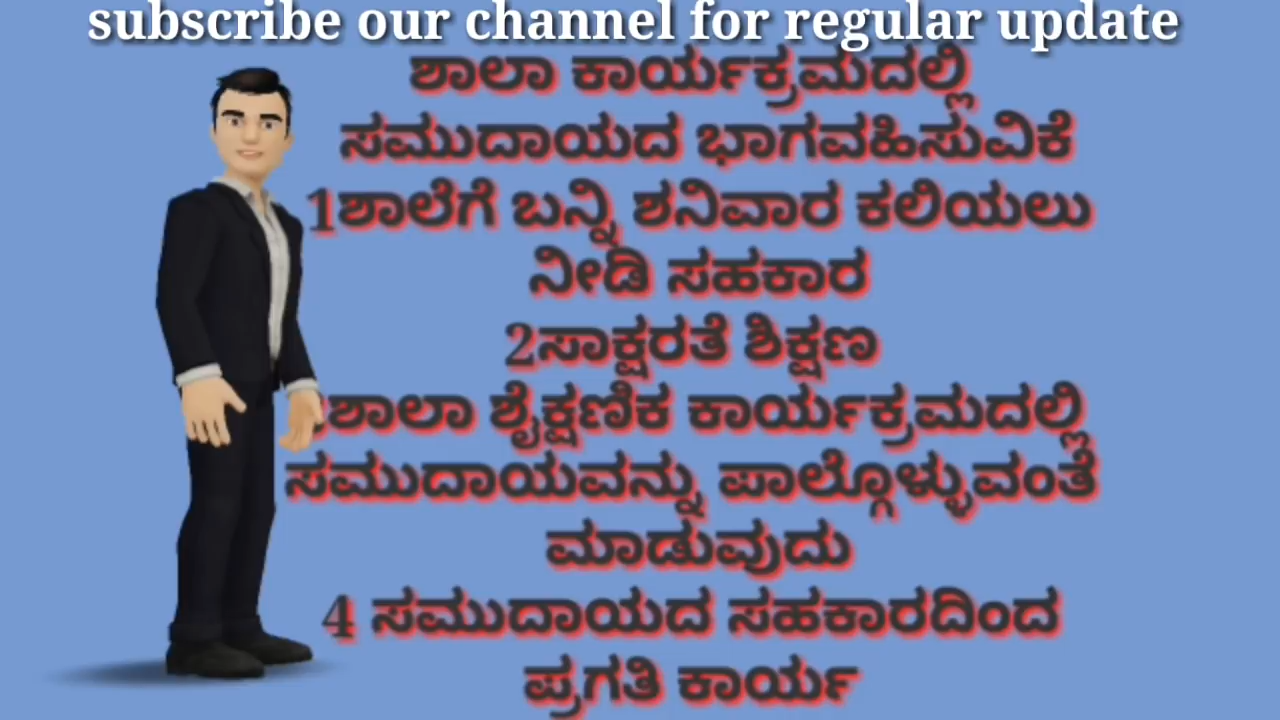 subscribe our channel for regular update
ಶಾಲಾ ಕಾರ್ಯಕ್ರಮದಲ್ಲಿ
ಸಮುದಾಯದ ಭಾಗವಹಿಸುವಿಕೆ
1ಶಾಲೆಗೆ ಬನ್ನಿ ಶನಿವಾರ ಕಲಿಯಲು
ನೀಡಿ ಸಹಕಾರ
2ಸಾಕ್ಷರತೆ ಶಿಕ್ಷಣ
ಶಾಲಾ ಶೈಕ್ಷಣಿಕ ಕಾರ್ಯಕ್ರಮದಲ್ಲಿ
ಸಮುದಾಯವನ್ನು ಪಾಲ್ಗೊಳ್ಳುವಂತೆ
ಮಾಡುವುದು
4 ಸಮುದಾಯದ ಸಹಕಾರದಿಂದ
ಪ್ರಗತಿ ಕಾರ್ಯ